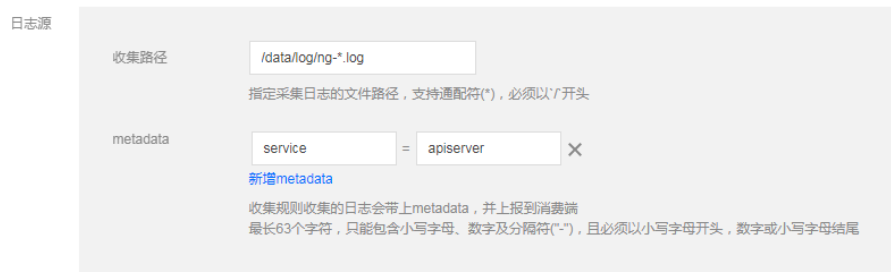 日志源
收集路径 /data/log/ng-*.log
指定采集日志的文件路径，支持通配符(*)，必须以'/'开头
metadata service = apiserver ×
新增metadata
收集规则收集的日志会带上metadata，并上报到消费端
最长63个字符，只能包含小写字母、数字及分隔符("-")，且必须以小写字母开头，数字或小写字母结尾